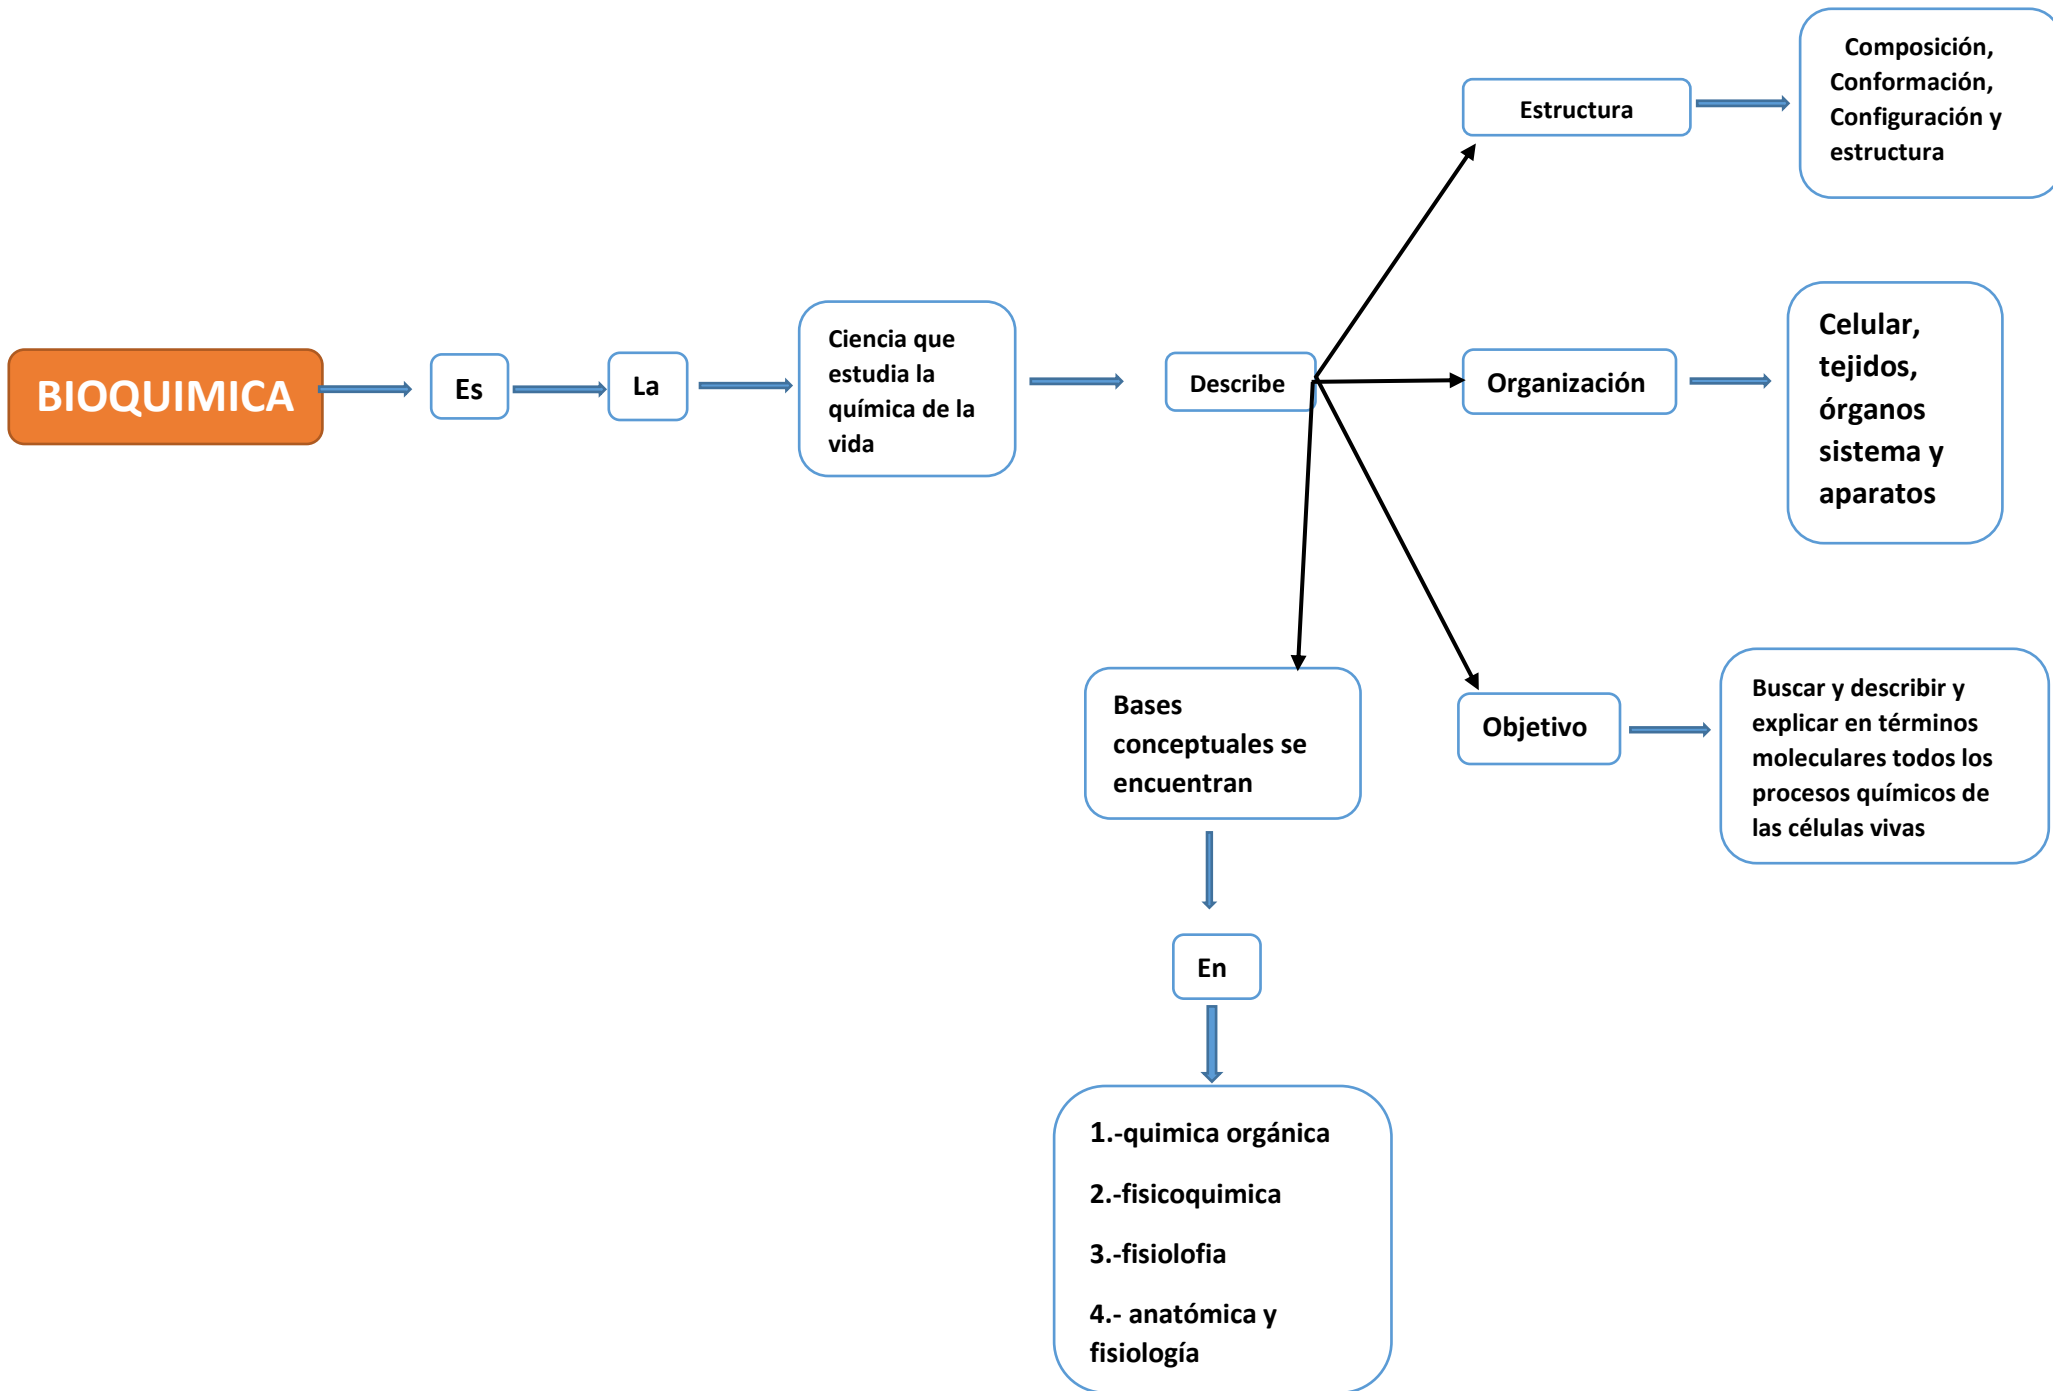 BIOQUIMICA
Es
La
Ciencia que
estudia la
química de la
vida
Describe
Estructura
Composición,
Conformación,
Configuración y
estructura
Organización
Celular,
tejidos,
órganos
sistema y
aparatos
Objetivo
Buscar y describir y
explicar en términos
moleculares todos los
procesos químicos de
las células vivas
Bases
conceptuales se
encuentran
En
1.-quimica orgánica
2.-fisicoquimica
3.-fisiolofia
4.- anatómica y
fisiología